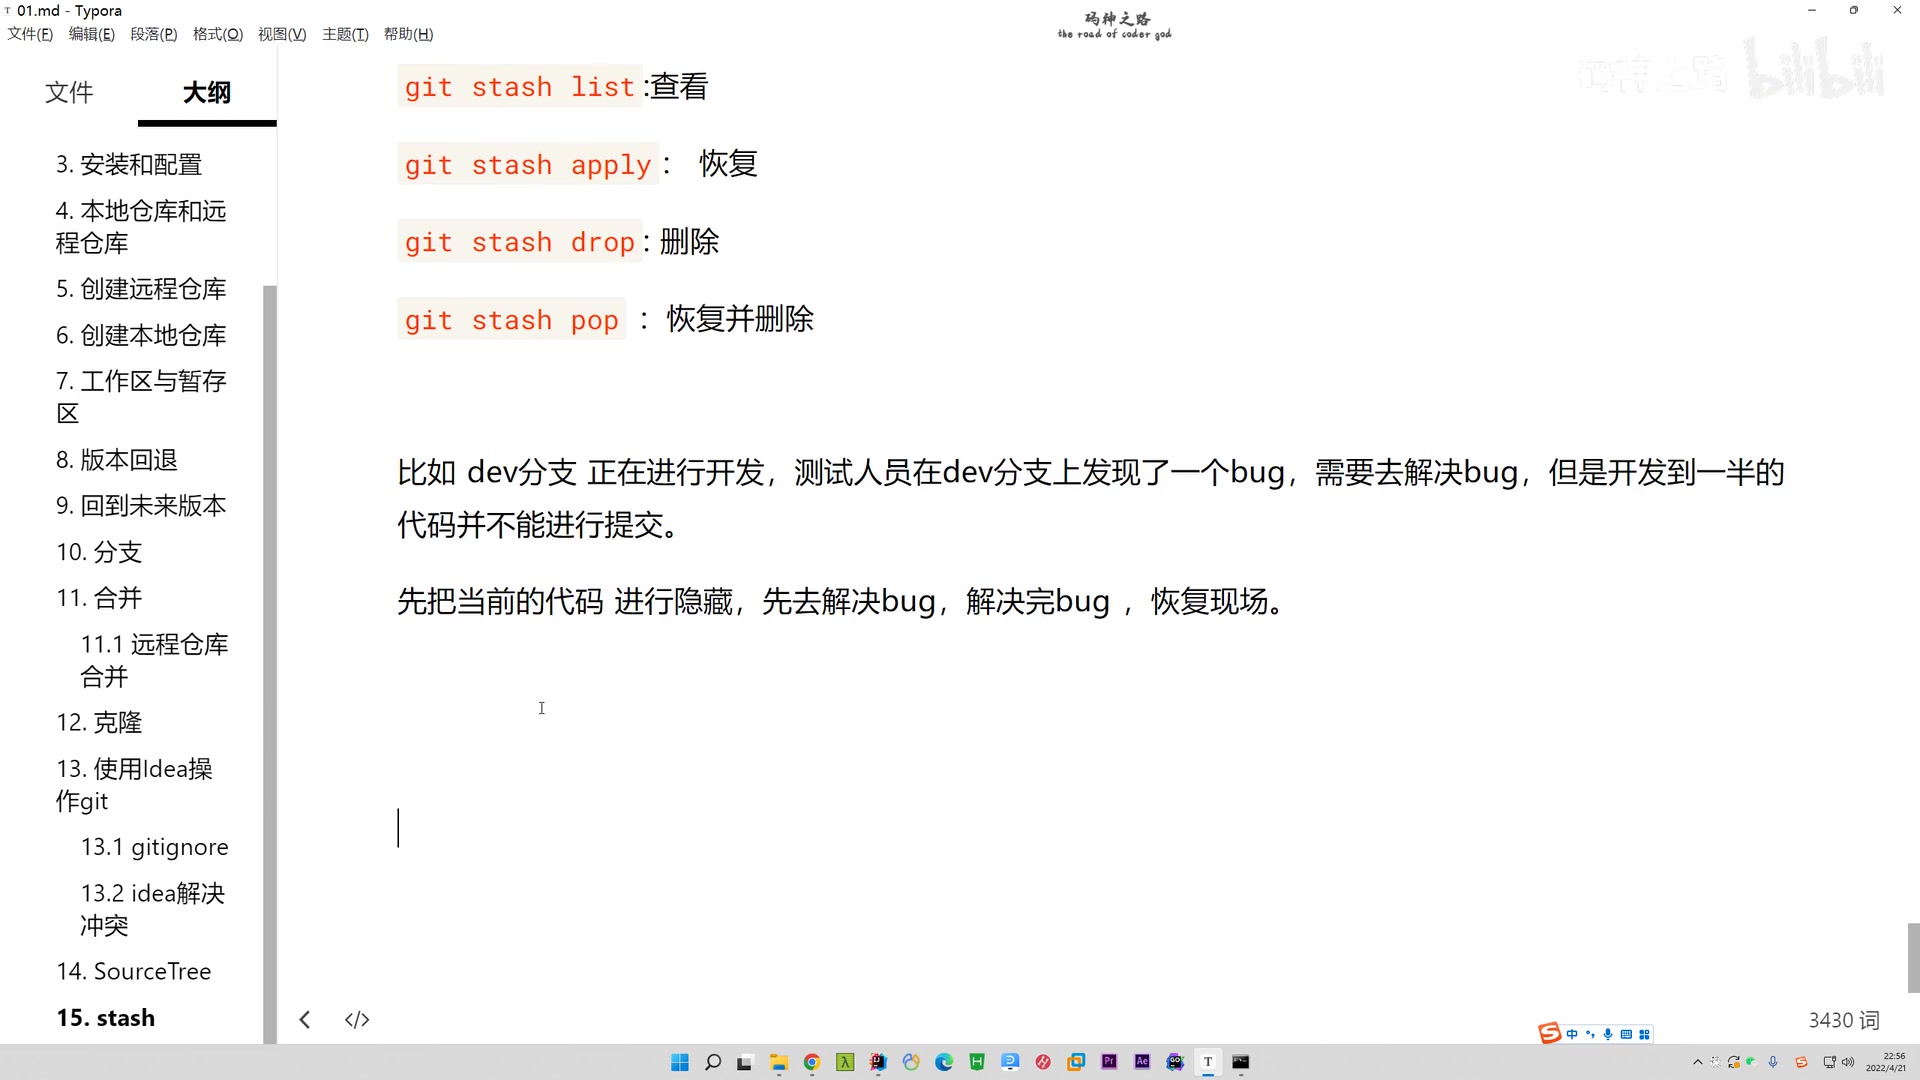 01.md - Typora
文件(F) 编辑(E) 段落(P) 格式(O) 视图(V) 主题(T) 帮助(H)
码神之路
the road of coder god
码神之路 bilibili
文件 大纲
3. 安装和配置
4. 本地仓库和远
程仓库
5. 创建远程仓库
6. 创建本地仓库
7. 工作区与暂存
区
8. 版本回退
9. 回到未来版本
10. 分支
11. 合并
11.1 远程仓库
合并
12. 克隆
13. 使用Idea操
作git
13.1 gitignore
13.2 idea解决
冲突
14. SourceTree
15. stash
git stash list:查看
git stash apply： 恢复
git stash drop: 删除
git stash pop ： 恢复并删除
比如 dev分支 正在进行开发，测试人员在dev分支上发现了一个bug，需要去解决bug，但是开发到一半的
代码并不能进行提交。
先把当前的代码 进行隐藏，先去解决bug，解决完bug ，恢复现场。
</>
3430 词
中
22:56
2022/4/21